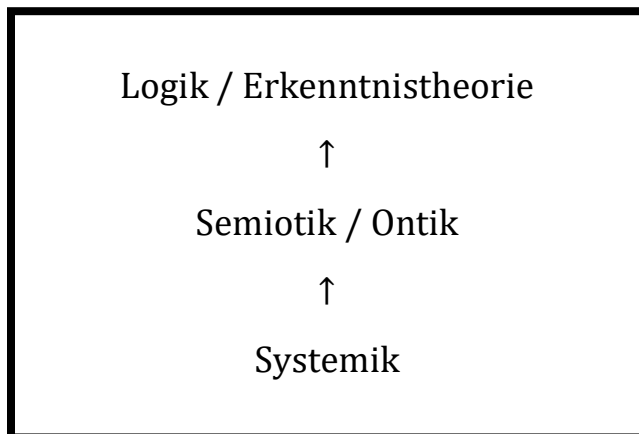 Logik / Erkenntnistheorie
↑
Semiotik / Ontik
↑
Systemik